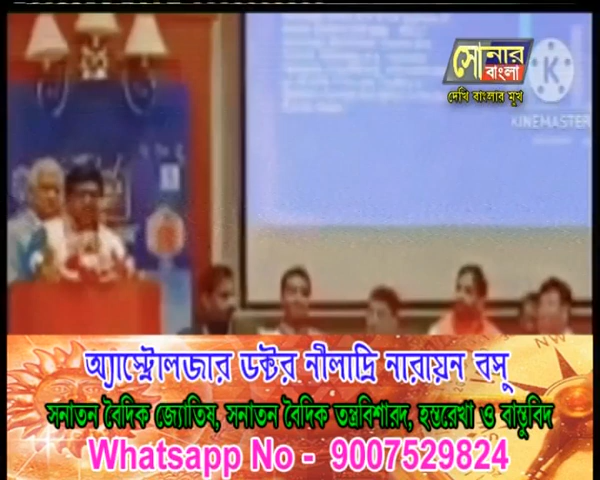 সোনার
বাংলা
দেখি বাংলার মুখ
K
KINEMASTER
অ্যাস্ট্রোলজার ডক্টর নীলাদ্রি নারায়ন বসু
সনাতন বৈদিক জ্যোতিষ, সনাতন বৈদিক তন্ত্রবিশারদ, হস্তরেখা ও বাস্তুবিদ
Whatsapp No - 9007529824